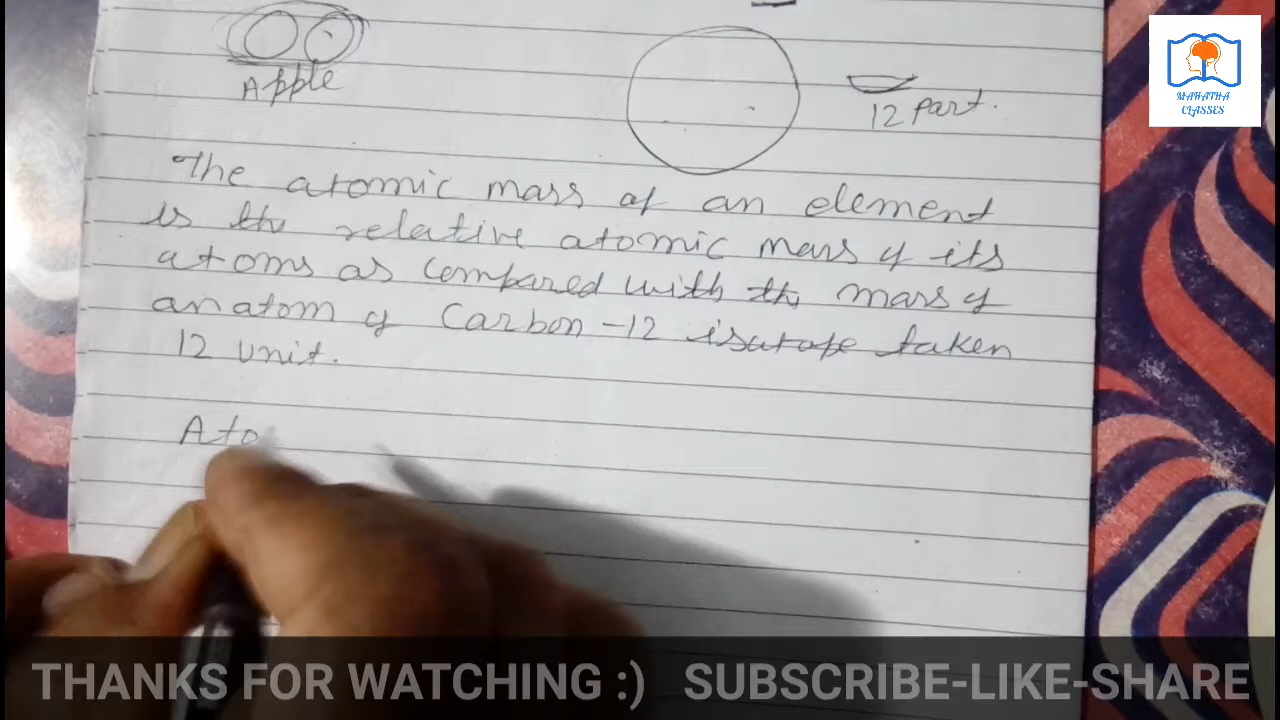 Apple
12 part.
MAHATHA
CLASSES
The atomic mass of an element
is the relative atomic mass of its
atoms as compared with the mass of
an atom of Carbon-12 isotope taken
12 unit.
Ato
THANKS FOR WATCHING :) SUBSCRIBE-LIKE-SHARE